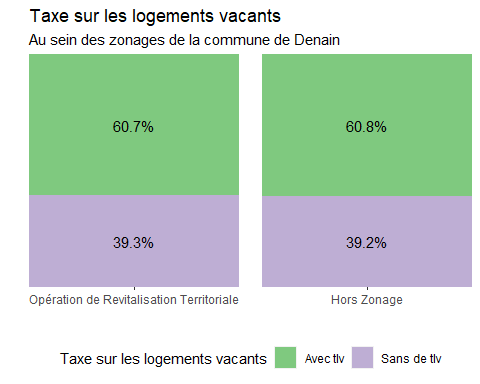 Taxe sur les logements vacants
Au sein des zonages de la commune de Denain
60.7%
60.8%
39.3%
39.2%
Opération de Revitalisation Territoriale
Hors Zonage
Taxe sur les logements vacants Avec tlv Sans de tlv